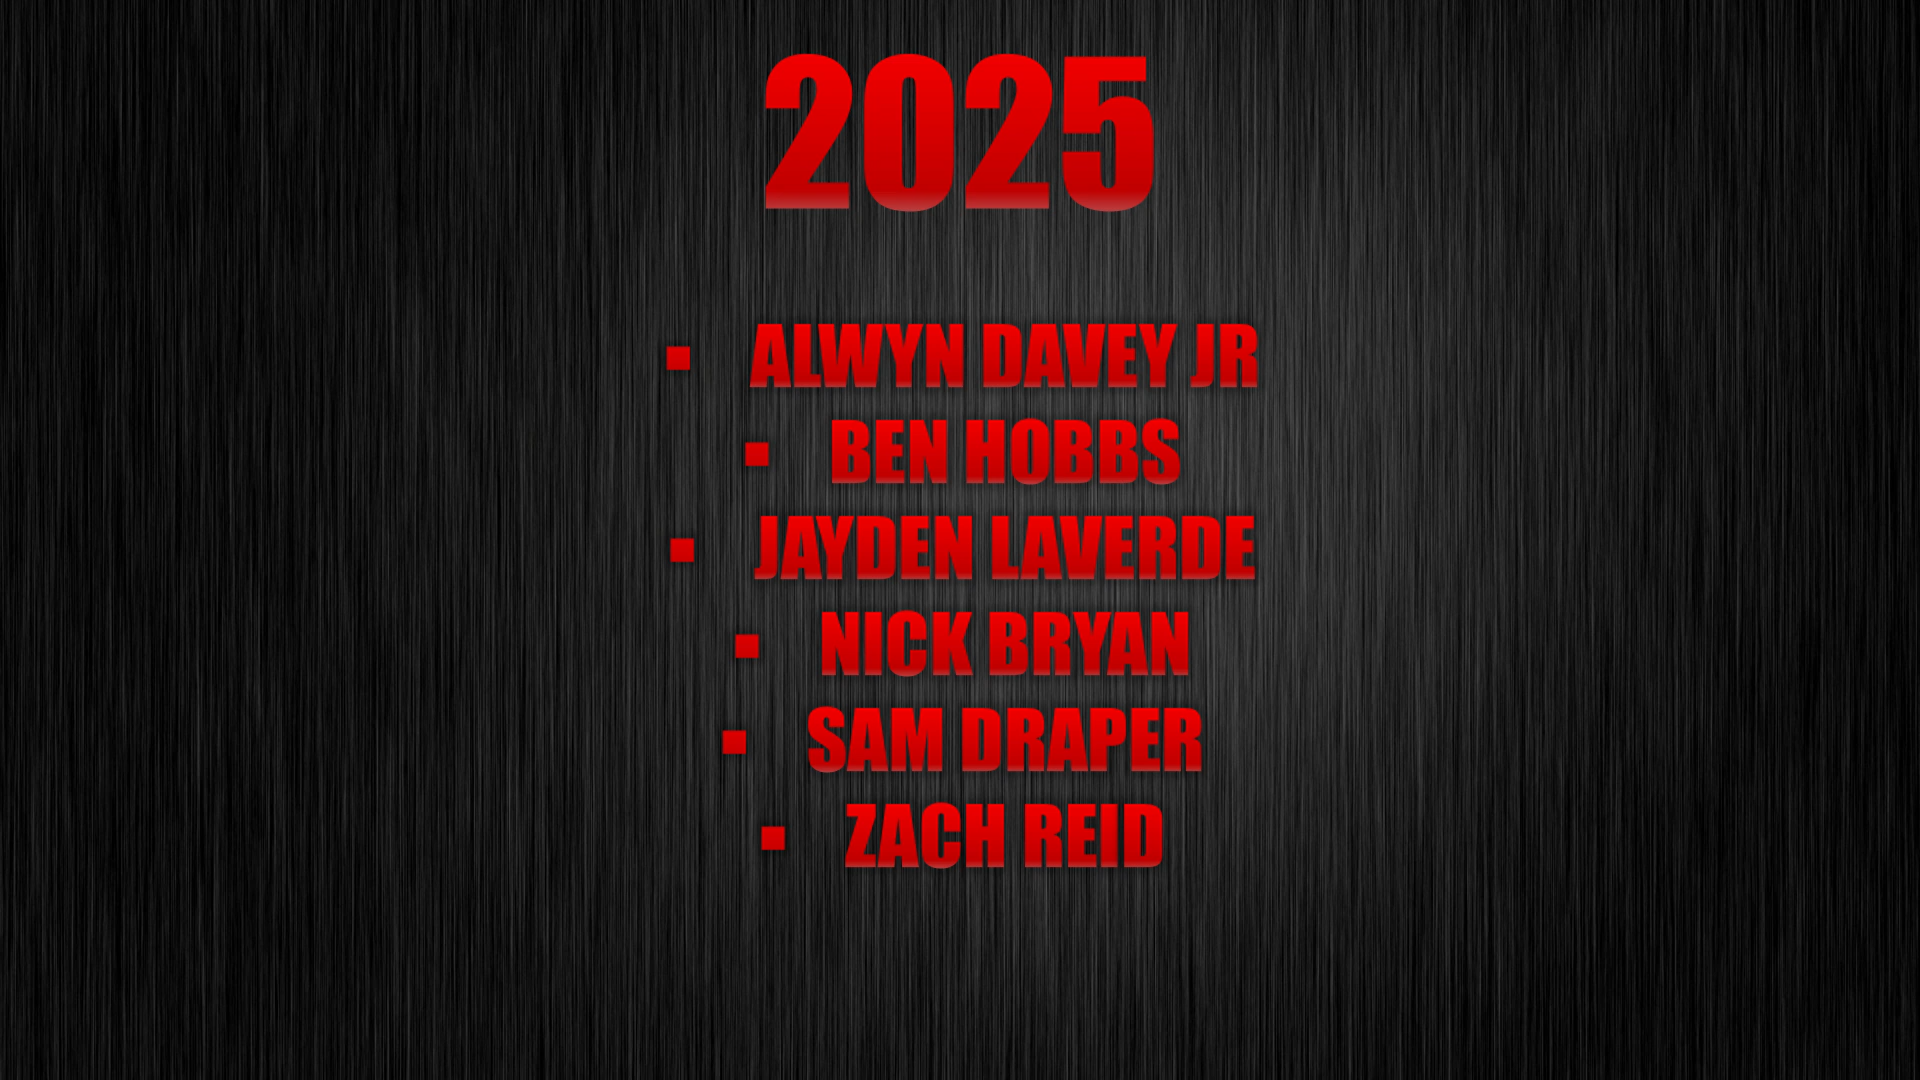 2025
▪ ALWYN DAVEY JR
▪ BEN HOBBS
▪ JAYDEN LAVERDE
▪ NICK BRYAN
▪ SAM DRAPER
▪ ZACH REID